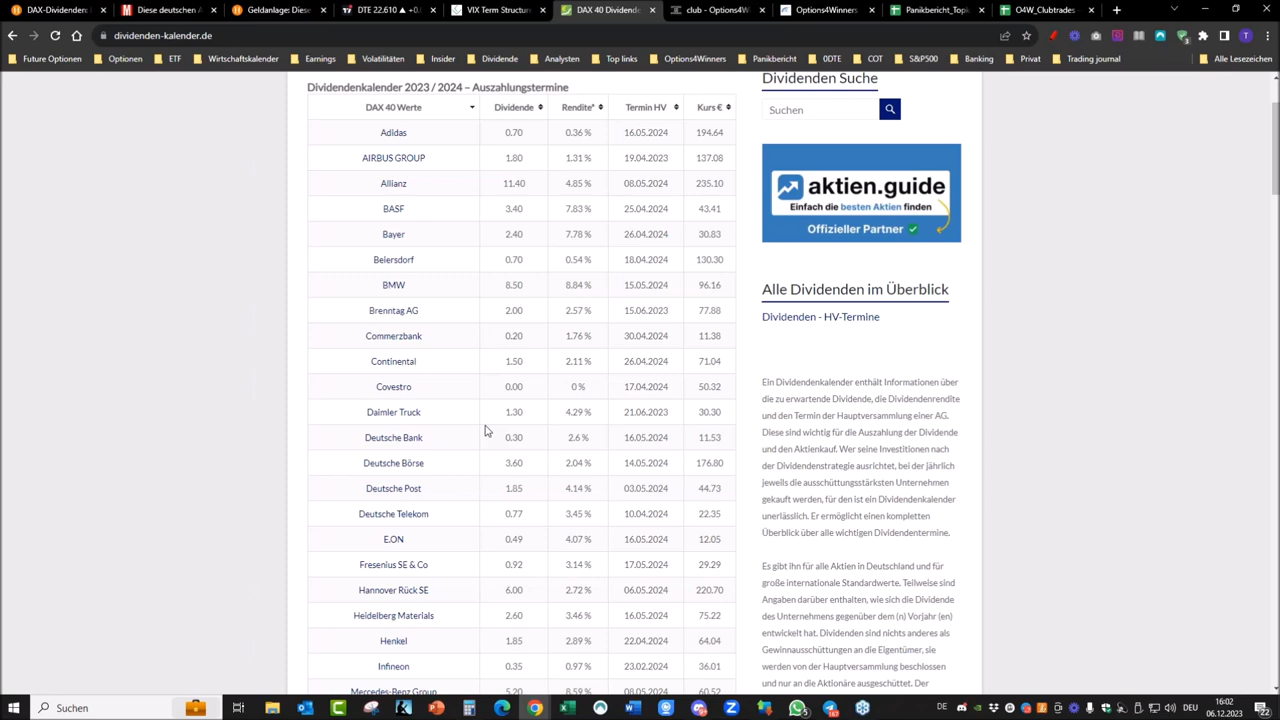 Die besten Dividenden
Diese deutschen A
Geldanlage: Diese
DTE 22.610 ▲ +0.
VIX Term Structur
DAX 40 Dividende
club - Options4W
Options4Winners
Panikbericht_Topl
O4W_Clubtrades
dividenden-kalender.de
Future Optionen
Optionen
ETF
Wirtschaftskalender
Earnings
Volatilitäten
Insider
Dividende
Analysten
Top links
Options4Winners
Panikbericht
0DTE
COT
S&P500
Banking
Privat
Trading journal
Alle Lesezeichen
Dividendenkalender 2023 / 2024 – Auszahlungstermine
DAX 40 Werte Dividende Rendite* Termin HV Kurs €
Adidas 0.70 0.36 % 16.05.2024 194.64
AIRBUS GROUP 1.80 1.31 % 19.04.2023 137.08
Allianz 11.40 4.85 % 08.05.2024 235.10
BASF 3.40 7.83 % 25.04.2024 43.41
Bayer 2.40 7.78 % 26.04.2024 30.83
Beiersdorf 0.70 0.54 % 18.04.2024 130.30
BMW 8.50 8.84 % 15.05.2024 96.16
Brenntag AG 2.00 2.57 % 15.06.2023 77.88
Commerzbank 0.20 1.76 % 30.04.2024 11.38
Continental 1.50 2.11 % 26.04.2024 71.04
Covestro 0.00 0 % 17.04.2024 50.32
Daimler Truck 1.30 4.29 % 21.06.2023 30.30
Deutsche Bank 0.30 2.6 % 16.05.2024 11.53
Deutsche Börse 3.60 2.04 % 14.05.2024 176.80
Deutsche Post 1.85 4.14 % 03.05.2024 44.73
Deutsche Telekom 0.77 3.45 % 10.04.2024 22.35
E.ON 0.49 4.07 % 16.05.2024 12.05
Fresenius SE & Co 0.92 3.14 % 17.05.2024 29.29
Hannover Rück SE 6.00 2.72 % 06.05.2024 220.70
Heidelberg Materials 2.60 3.46 % 16.05.2024 75.22
Henkel 1.85 2.89 % 22.04.2024 64.04
Infineon 0.35 0.97 % 23.02.2024 36.01
Mercedes-Benz Group 5.20 8.59 % 08.05.2024 60.52
Dividenden Suche
Suchen
aktien.guide
Einfach die besten Aktien finden
Offizieller Partner
Alle Dividenden im Überblick
Dividenden - HV-Termine
Ein Dividendenkalender enthält Informationen über
die zu erwartende Dividende, die Dividendenrendite
und den Termin der Hauptversammlung einer AG.
Diese sind wichtig für die Auszahlung der Dividende
und den Aktienkauf. Wer seine Investitionen nach
der Dividendenstrategie ausrichtet, bei der jährlich
jeweils die ausschüttungsstärksten Unternehmen
gekauft werden, für den ist ein Dividendenkalender
unerlässlich. Er ermöglicht einen kompletten
Überblick über alle wichtigen Dividendentermine.
Es gibt ihn für alle Aktien in Deutschland und für
große internationale Standardwerte. Teilweise sind
Angaben darüber enthalten, wie sich die Dividende
des Unternehmens gegenüber dem (n) Vorjahr (en)
entwickelt hat. Dividenden sind nichts anderes als
Gewinnausschüttungen an die Eigentümer, sie
werden von der Hauptversammlung beschlossen
und nur an die Aktionäre ausgeschüttet. Der
Suchen
DE
DEU
16:02
06.12.2023
22